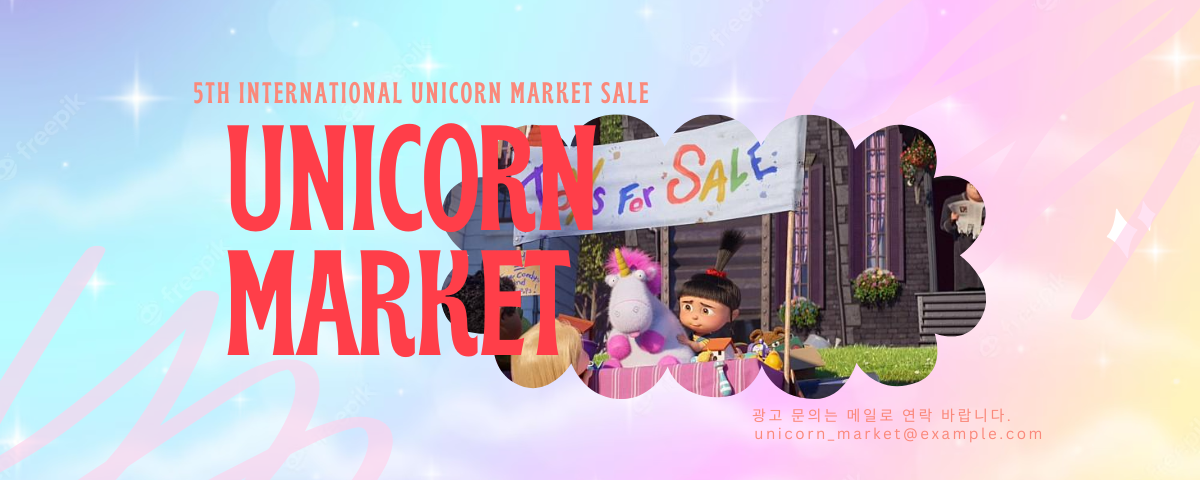 5TH INTERNATIONAL UNICORN MARKET SALE
UNICORN
MARKET
TOYS FOR SALE
광고 문의는 메일로 연락 바랍니다.
unicorn_market@example.com
freepik